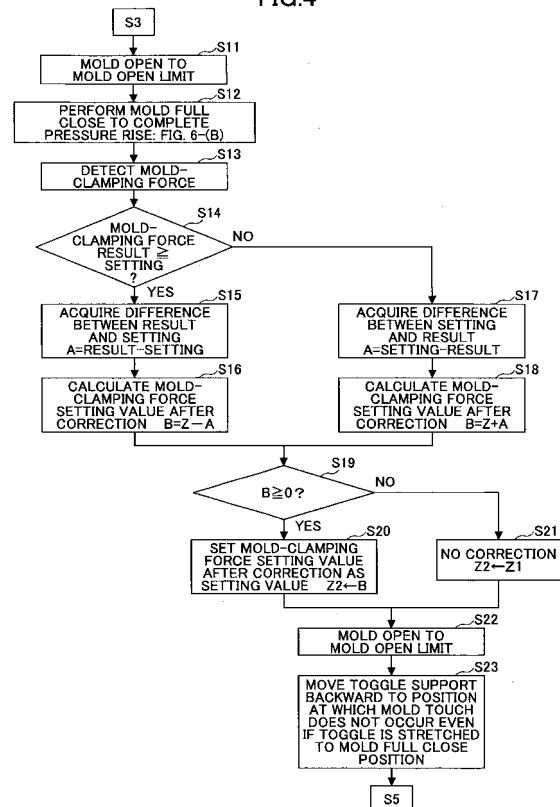 FIG.4
S3
S11
MOLD OPEN TO
MOLD OPEN LIMIT
S12
PERFORM MOLD FULL
CLOSE TO COMPLETE
PRESSURE RISE: FIG. 6-(B)
S13
DETECT MOLD-
CLAMPING FORCE
S14
MOLD-
CLAMPING FORCE
RESULT ≧
SETTING
?
NO
YES
S15
ACQUIRE DIFFERENCE
BETWEEN RESULT
AND SETTING
A=RESULT-SETTING
S17
ACQUIRE DIFFERENCE
BETWEEN SETTING
AND RESULT
A=SETTING-RESULT
S16
CALCULATE MOLD-
CLAMPING FORCE
SETTING VALUE AFTER
CORRECTION B=Z-A
S18
CALCULATE MOLD-
CLAMPING FORCE
SETTING VALUE AFTER
CORRECTION B=Z+A
S19
B≧0?
NO
YES
S20
SET MOLD-CLAMPING
FORCE SETTING VALUE
AFTER CORRECTION AS
SETTING VALUE Z2←B
S21
NO CORRECTION
Z2←Z1
S22
MOLD OPEN TO
MOLD OPEN LIMIT
S23
MOVE TOGGLE SUPPORT
BACKWARD TO POSITION
AT WHICH MOLD TOUCH
DOES NOT OCCUR EVEN
IF TOGGLE IS STRETCHED
TO MOLD FULL CLOSE
POSITION
S5